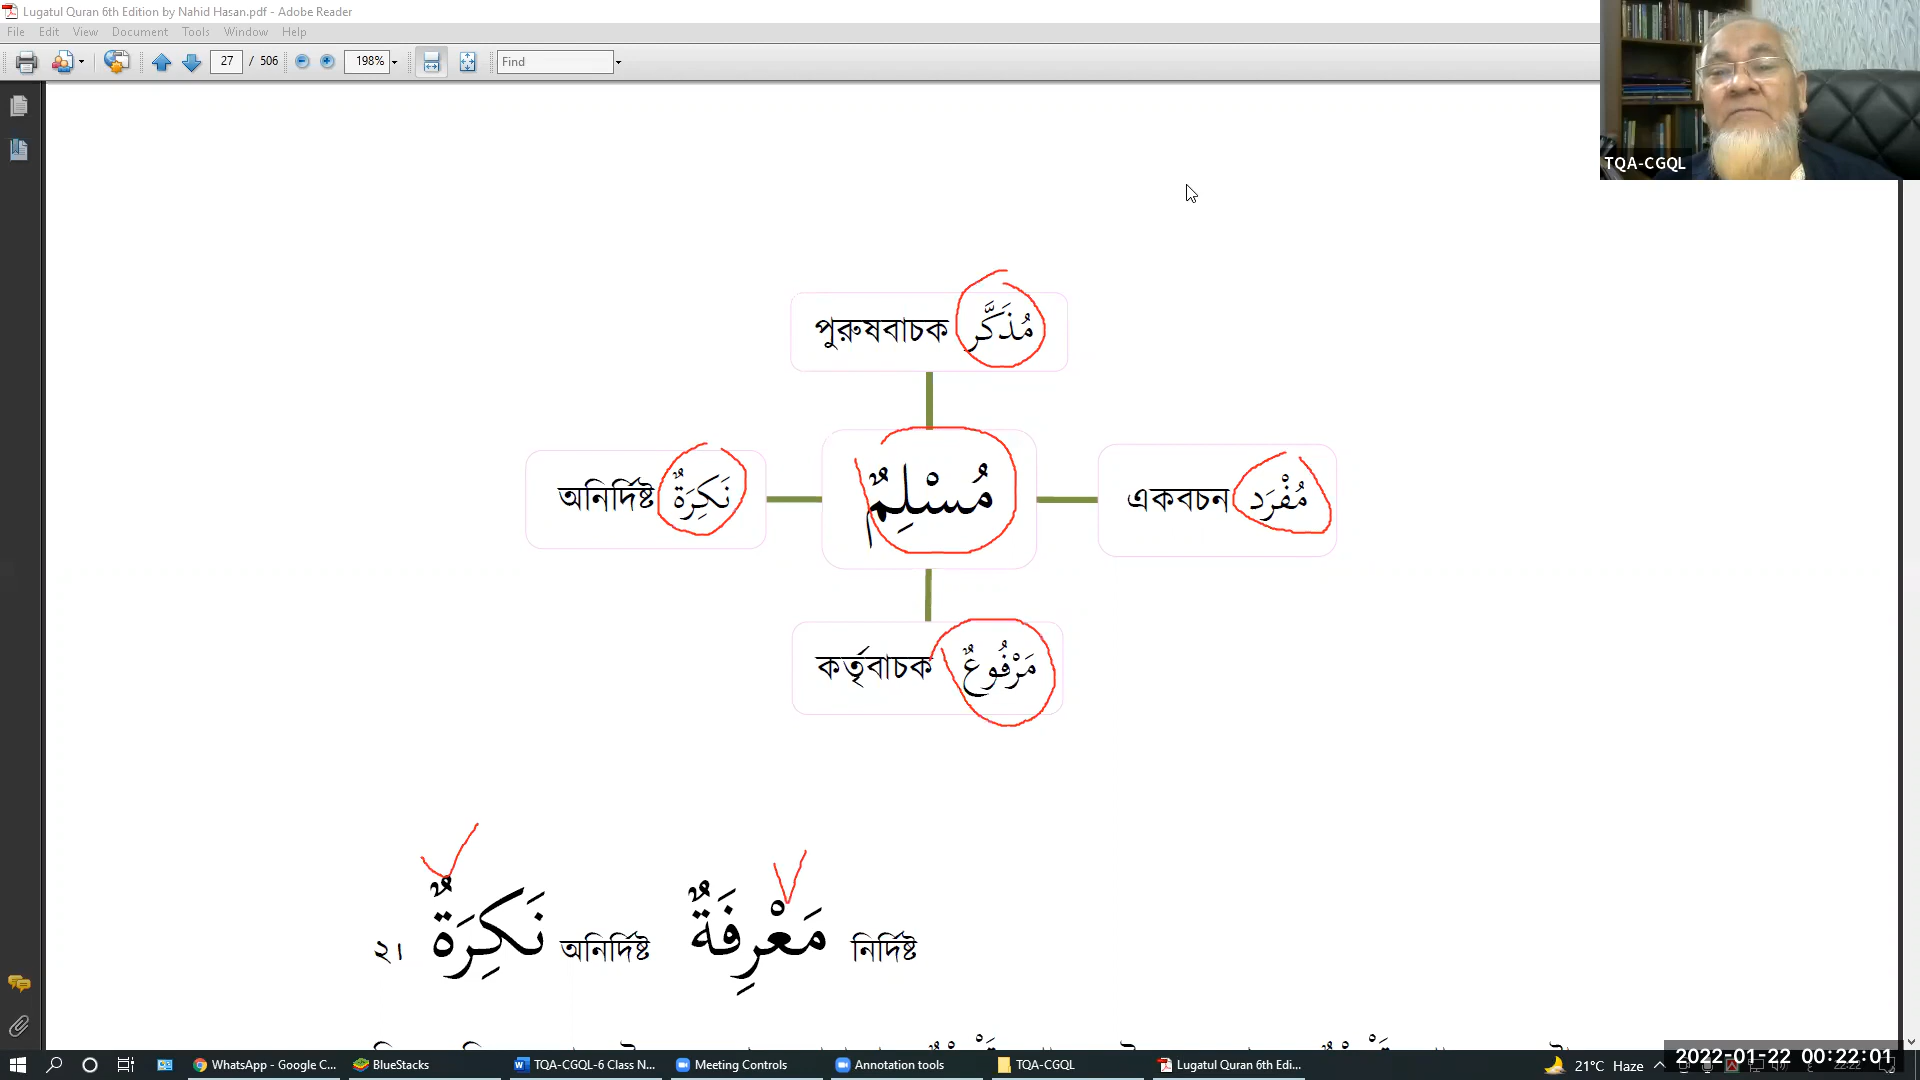 Lugatul Quran 6th Edition by Nahid Hasan.pdf - Adobe Reader
File Edit View Document Tools Window Help
27 / 506 198% Find
TQA-CGQL
পুরুষবাচক مُذَكَّر
অনির্দিষ্ট نَكِرَةٌ
مُسْلِمٌ
একবচন مُفْرَد
কর্তৃবাচক مَرْفُوعٌ
২। نَكِرَةٌ অনির্দিষ্ট مَعْرِفَةٌ নির্দিষ্ট
WhatsApp - Google C... BlueStacks TQA-CGQL-6 Class N... Meeting Controls Annotation tools TQA-CGQL Lugatul Quran 6th Edi... 21°C Haze
2022-01-22 00:22:01